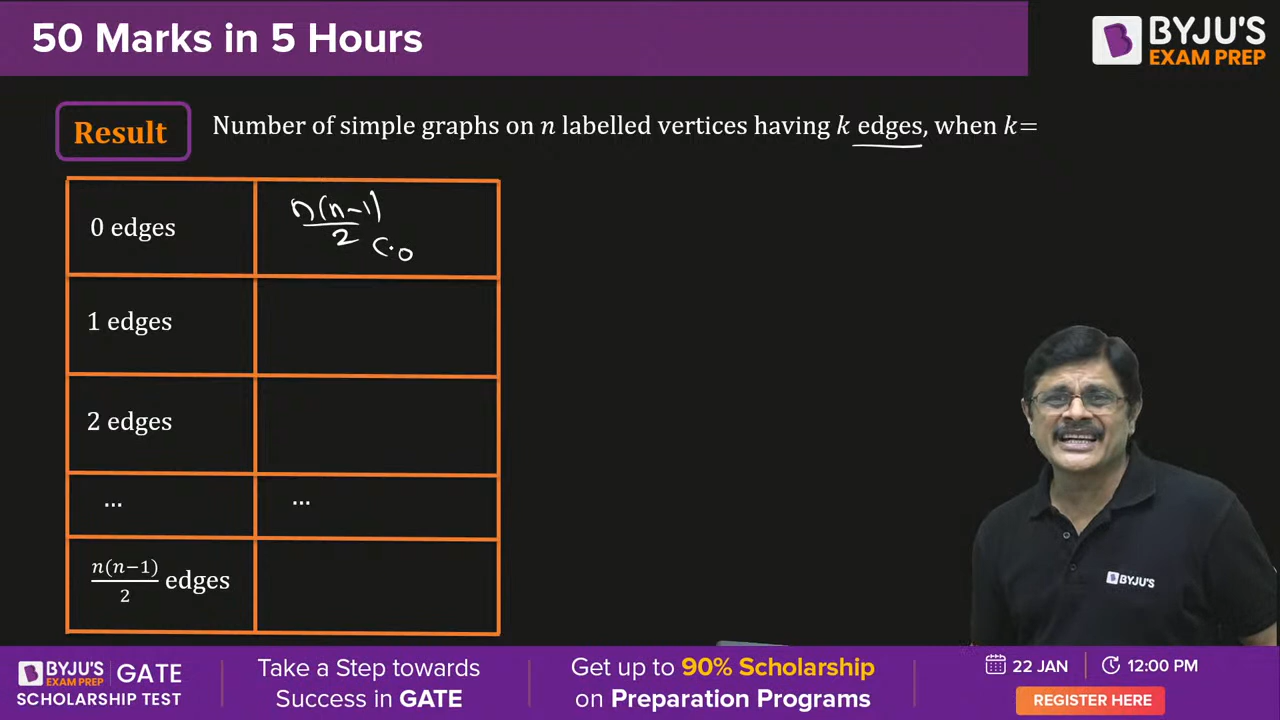 50 Marks in 5 Hours
BYJU'S
EXAM PREP
Result
Number of simple graphs on n labelled vertices having k edges, when k=
0 edges
n(n-1)
2
C0
1 edges
2 edges
...
...
n(n−1)
2
edges
BYJU'S
BYJU'S
EXAM PREP
GATE
SCHOLARSHIP TEST
Take a Step towards
Success in GATE
Get up to 90% Scholarship
on Preparation Programs
22 JAN
12:00 PM
REGISTER HERE